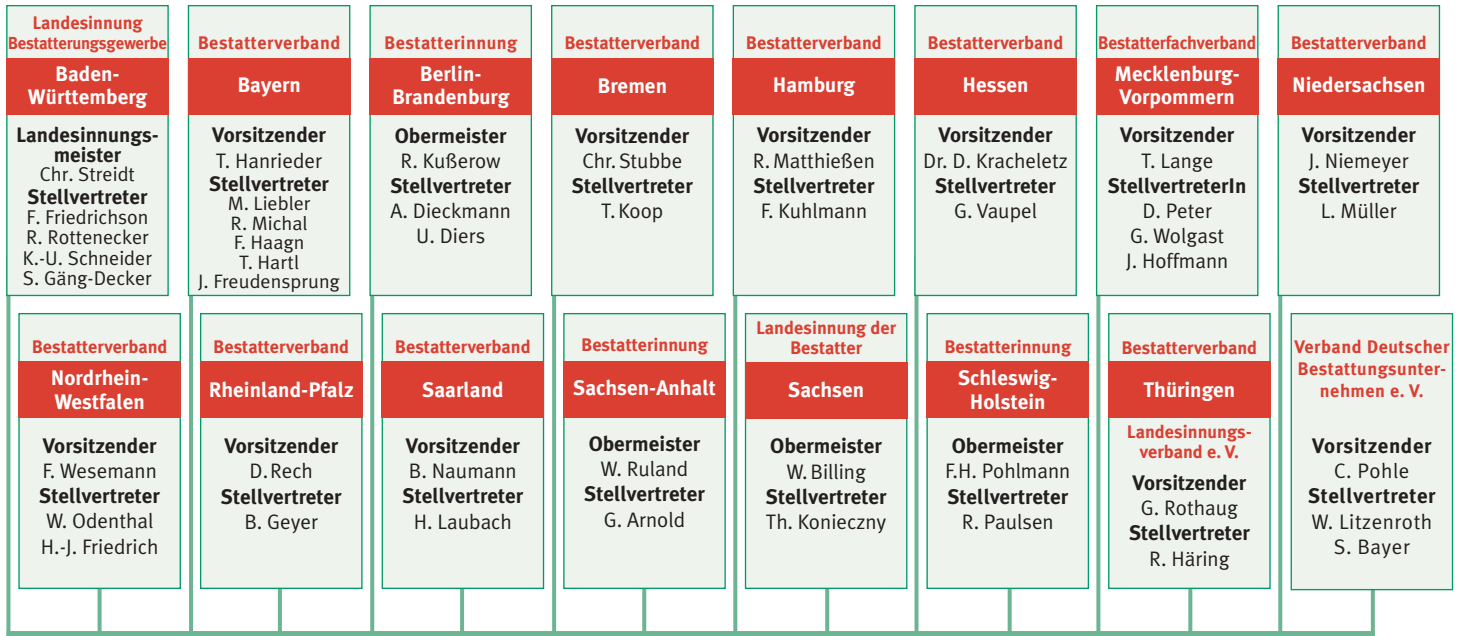 Landesinnung
Bestatterungsgewerbe
Baden-
Württemberg
Landesinnungs-
meister
Chr. Streidt
Stellvertreter
F. Friedrichson
R. Rottenecker
K.-U. Schneider
S. Gäng-Decker
Bestatterverband
Bayern
Vorsitzender
T. Hanrieder
Stellvertreter
M. Liebler
R. Michal
F. Haagn
T. Hartl
J. Freudensprung
Bestatterinnung
Berlin-
Brandenburg
Obermeister
R. Kußerow
Stellvertreter
A. Dieckmann
U. Diers
Bestatterverband
Bremen
Vorsitzender
Chr. Stubbe
Stellvertreter
T. Koop
Bestatterverband
Hamburg
Vorsitzender
R. Matthießen
Stellvertreter
F. Kuhlmann
Bestatterverband
Hessen
Vorsitzender
Dr. D. Kracheletz
Stellvertreter
G. Vaupel
Bestatterfachverband
Mecklenburg-
Vorpommern
Vorsitzender
T. Lange
StellvertreterIn
D. Peter
G. Wolgast
J. Hoffmann
Bestatterverband
Niedersachsen
Vorsitzender
J. Niemeyer
Stellvertreter
L. Müller
Bestatterverband
Nordrhein-
Westfalen
Vorsitzender
F. Wesemann
Stellvertreter
W. Odenthal
H.-J. Friedrich
Bestatterverband
Rheinland-Pfalz
Vorsitzender
D. Rech
Stellvertreter
B. Geyer
Bestatterverband
Saarland
Vorsitzender
B. Naumann
Stellvertreter
H. Laubach
Bestatterinnung
Sachsen-Anhalt
Obermeister
W. Ruland
Stellvertreter
G. Arnold
Landesinnung der
Bestatter
Sachsen
Obermeister
W. Billing
Stellvertreter
Th. Konieczny
Bestatterinnung
Schleswig-
Holstein
Obermeister
F.H. Pohlmann
Stellvertreter
R. Paulsen
Bestatterverband
Thüringen
Landesinnungs-
verband e. V.
Vorsitzender
G. Rothaug
Stellvertreter
R. Häring
Verband Deutscher
Bestattungsunter-
nehmen e. V.
Vorsitzender
C. Pohle
Stellvertreter
W. Litzenroth
S. Bayer